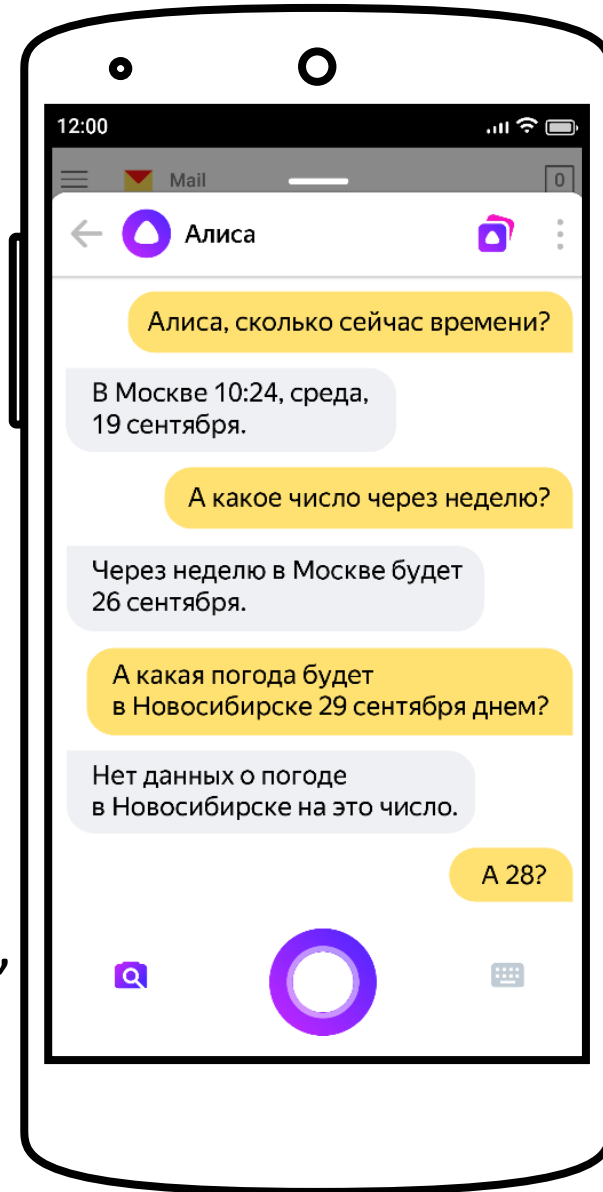 12:00
Mail
0
Алиса
Алиса, сколько сейчас времени?
В Москве 10:24, среда,
19 сентября.
А какое число через неделю?
Через неделю в Москве будет
26 сентября.
А какая погода будет
в Новосибирске 29 сентября днем?
Нет данных о погоде
в Новосибирске на это число.
А 28?